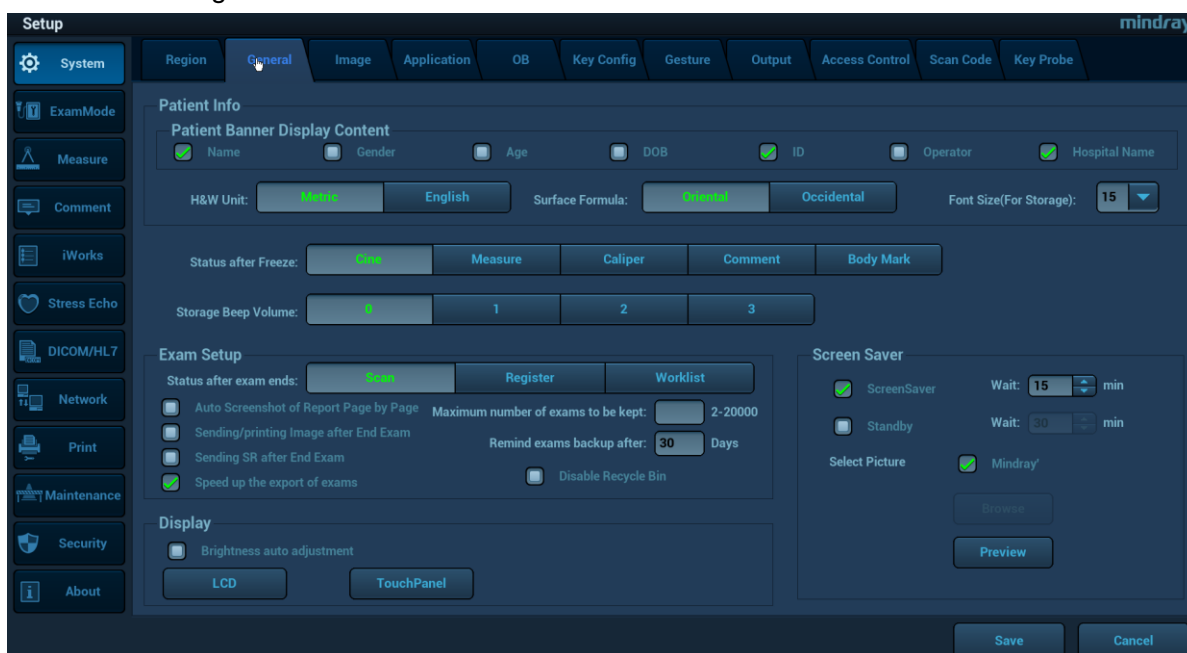 Setup mindray
System Region General Image Application OB Key Config Gesture Output Access Control Scan Code Key Probe
ExamMode
Measure
Comment
iWorks
Stress Echo
DICOM/HL7
Network
Print
Maintenance
Security
About
Patient Info
Patient Banner Display Content
Name Gender Age DOB ID Operator Hospital Name
H&W Unit: Metric English Surface Formula: Oriental Occidental Font Size(For Storage): 15
Status after Freeze: Cine Measure Caliper Comment Body Mark
Storage Beep Volume: 0 1 2 3
Exam Setup
Status after exam ends: Scan Register Worklist
Auto Screenshot of Report Page by Page Maximum number of exams to be kept: 2-20000
Sending/printing Image after End Exam Remind exams backup after: 30 Days
Sending SR after End Exam
Speed up the export of exams Disable Recycle Bin
Screen Saver
ScreenSaver Wait: 15 min
Standby Wait: 30 min
Select Picture Mindray'
Browse
Preview
Display
Brightness auto adjustment
LCD TouchPanel
Save Cancel